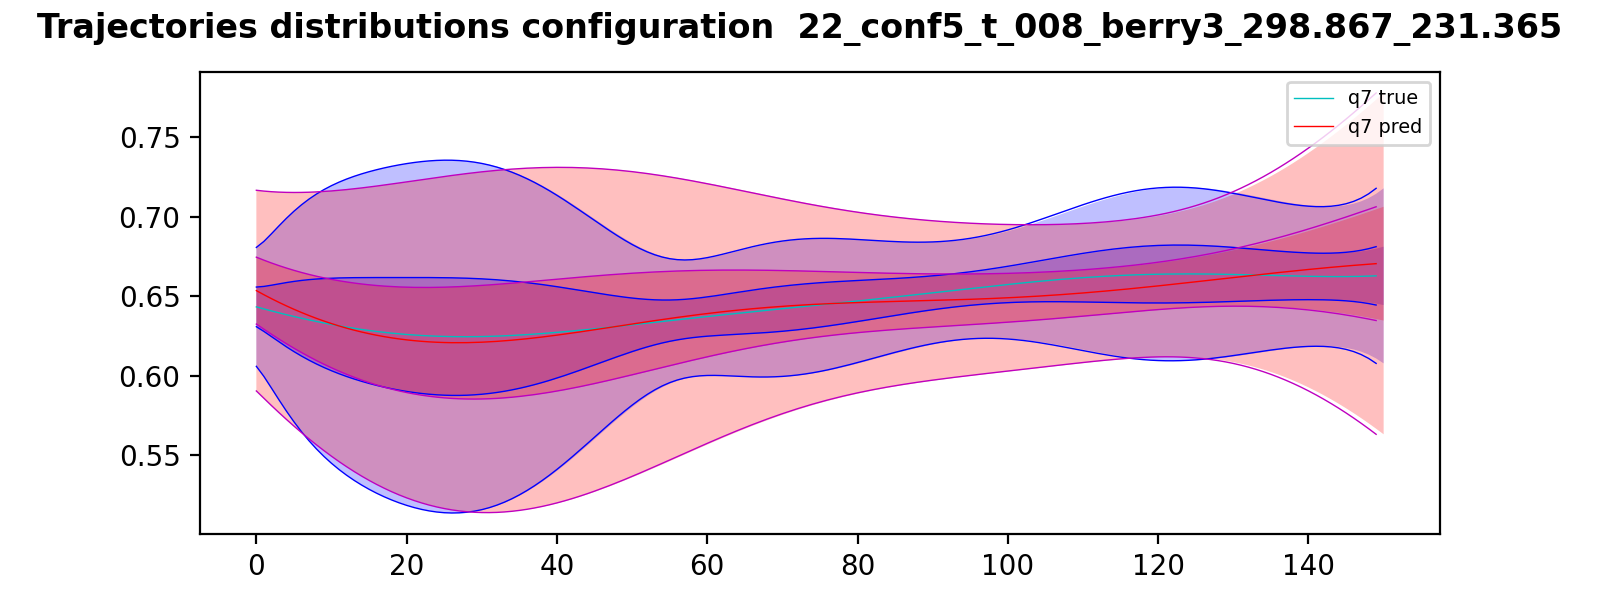 Trajectories distributions configuration  22_conf5_t_008_berry3_298.867_231.365
q7 true
q7 pred
0.75
0.70
0.65
0.60
0.55
0 20 40 60 80 100 120 140